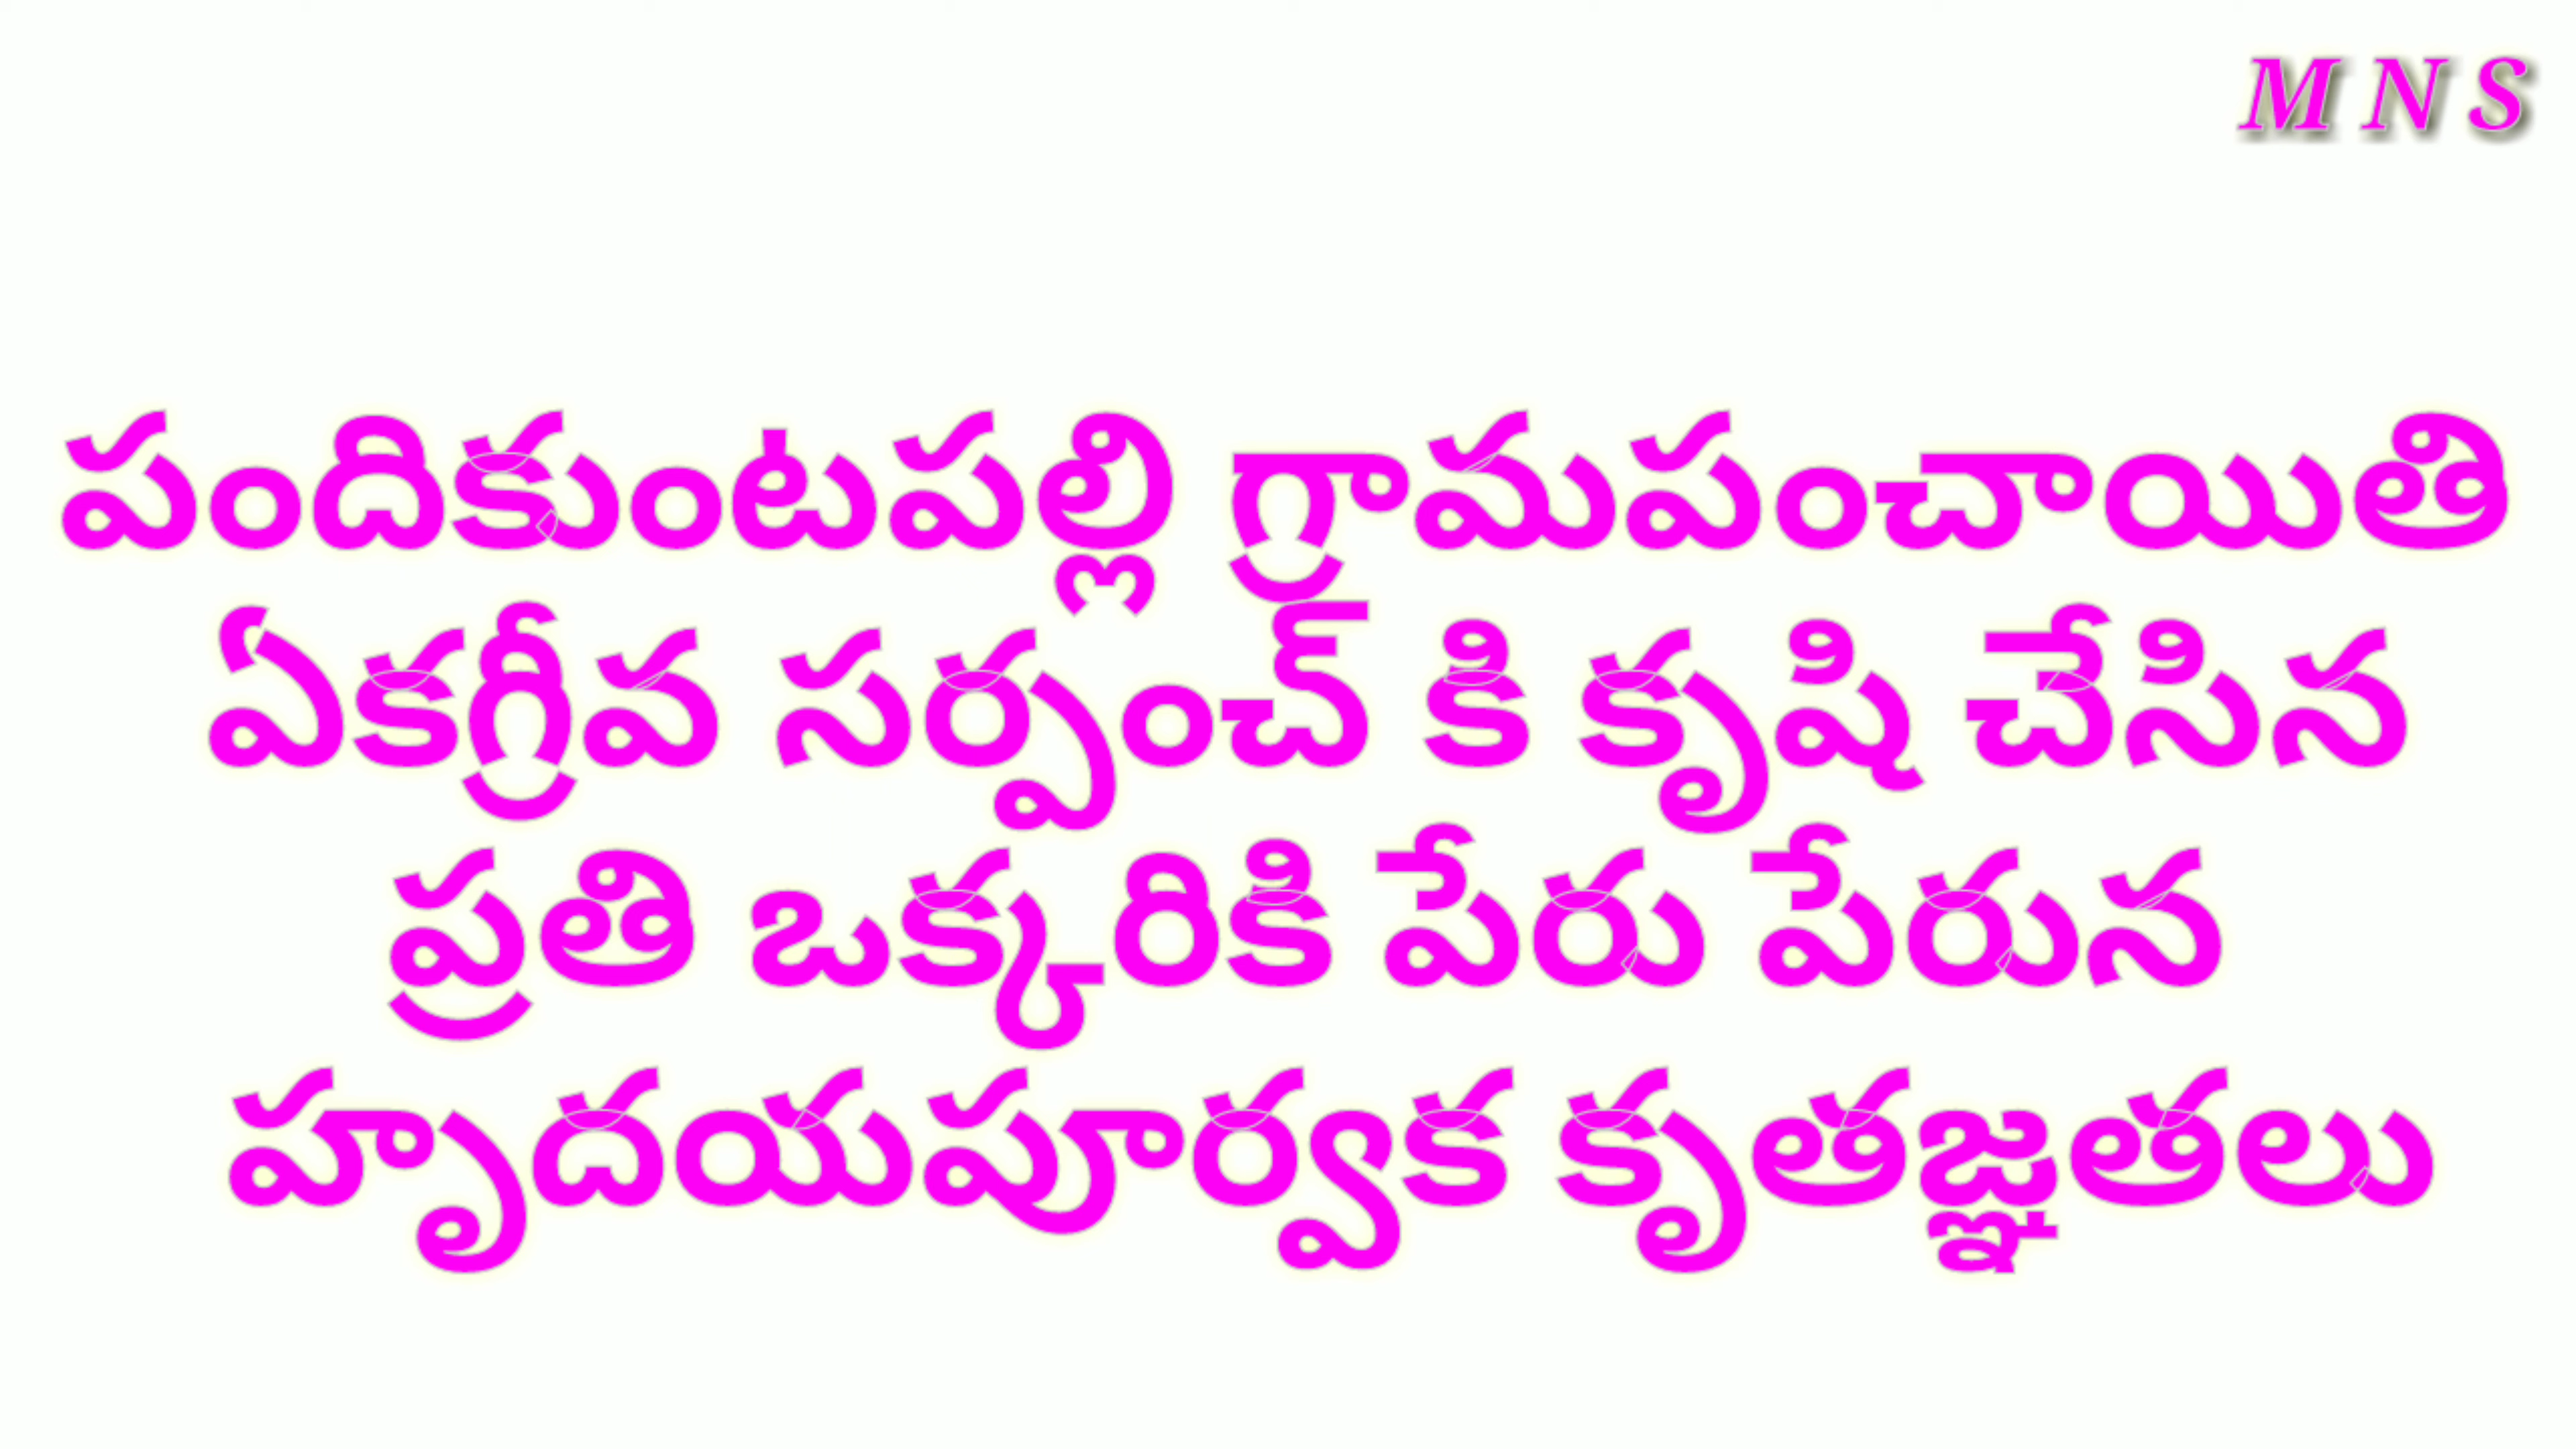 M N S
పందికుంటపల్లి గ్రామపంచాయితి
ఏకగ్రీవ సర్పంచ్ కి కృషి చేసిన
ప్రతి ఒక్కరికి పేరు పేరున
హృదయపూర్వక కృతజ్ఞతలు